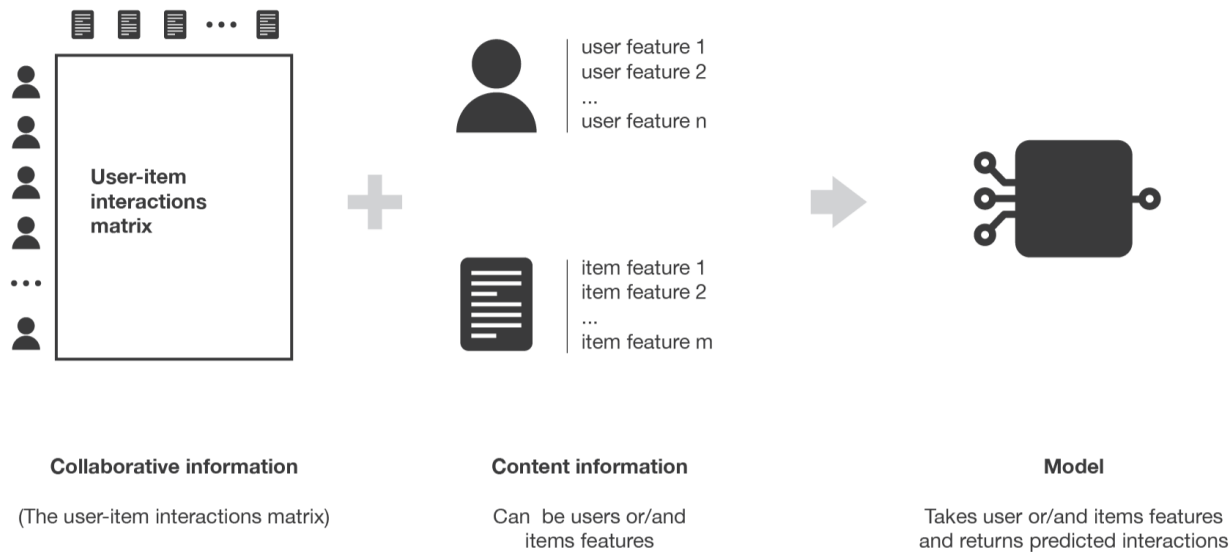 User-item
interactions
matrix
user feature 1
user feature 2
...
user feature n
item feature 1
item feature 2
...
item feature m
Collaborative information
(The user-item interactions matrix)
Content information
Can be users or/and
items features
Model
Takes user or/and items features
and returns predicted interactions